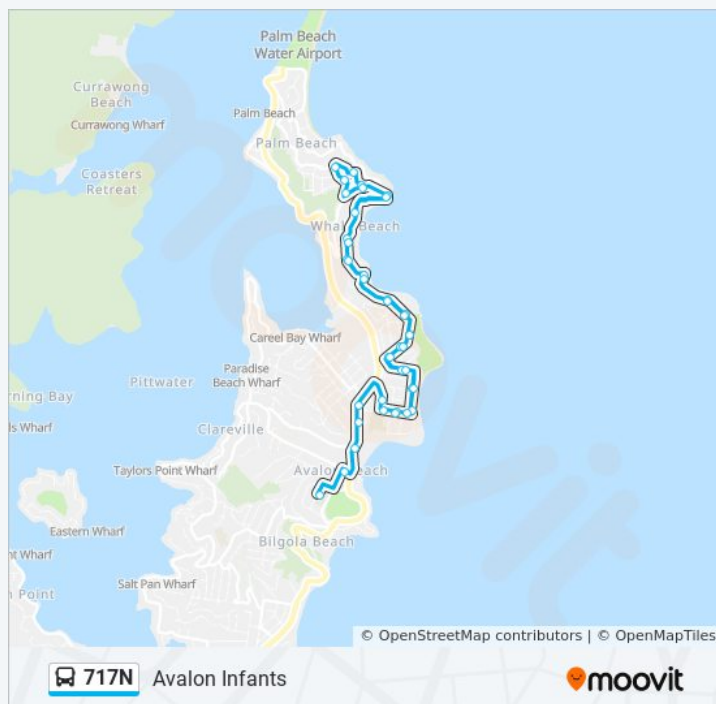 Palm Beach
Water Airport
Currawong
Beach
Palm Beach
Currawong Wharf
Palm Beach
Coasters
Retreat
Whale Beach
Careel Bay Wharf
Paradise
Beach Wharf
Pittwater
rning Bay
Clareville
ls Wharf
Taylors Point Wharf
Avalon Beach
Eastern Wharf
Bilgola Beach
nt Wharf
Salt Pan Wharf
n Point
© OpenStreetMap contributors | © OpenMapTiles
717N
Avalon Infants
moovit
moovit